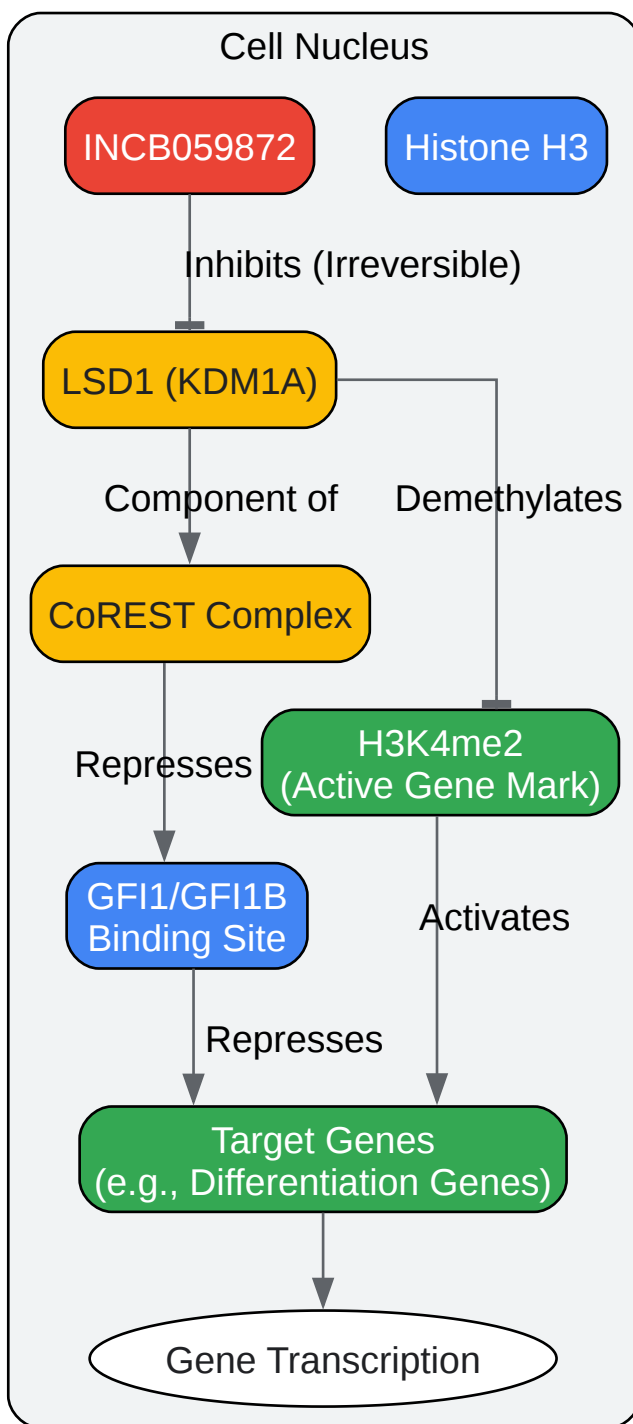 Cell Nucleus
INCB059872
Histone H3
Inhibits (Irreversible)
LSD1 (KDM1A)
Component of
Demethylates
CoREST Complex
H3K4me2
(Active Gene Mark)
Represses
GFI1/GFI1B
Binding Site
Activates
Represses
Target Genes
(e.g., Differentiation Genes)
Gene Transcription